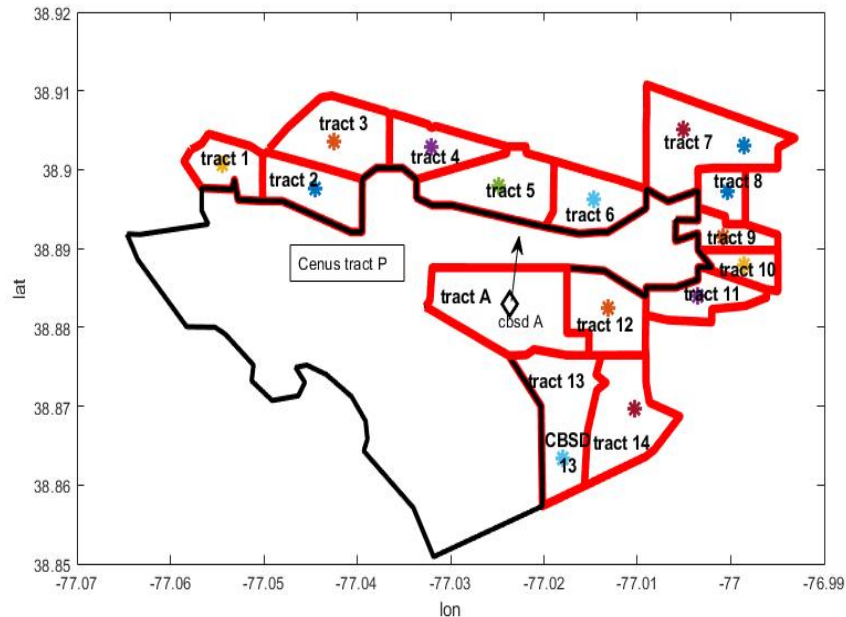 38.92
38.91
38.9
38.89
38.88
38.87
38.86
38.85
lat
tract 1
tract 2
tract 3
tract 4
tract 5
tract 6
tract 7
tract 8
tract 9
tract 10
tract 11
Cenus tract P
tract A
cbsd A
tract 12
tract 13
CBSD
13
tract 14
-77.07
-77.06
-77.05
-77.04
-77.03
-77.02
-77.01
-77
-76.99
lon